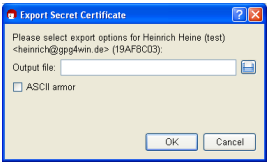 Export Secret Certificate
Please select export options for Heinrich Heine (test)
<heinrich@gpg4win.de> (19AF8C03):
Output file:
ASCII armor
OK
Cancel